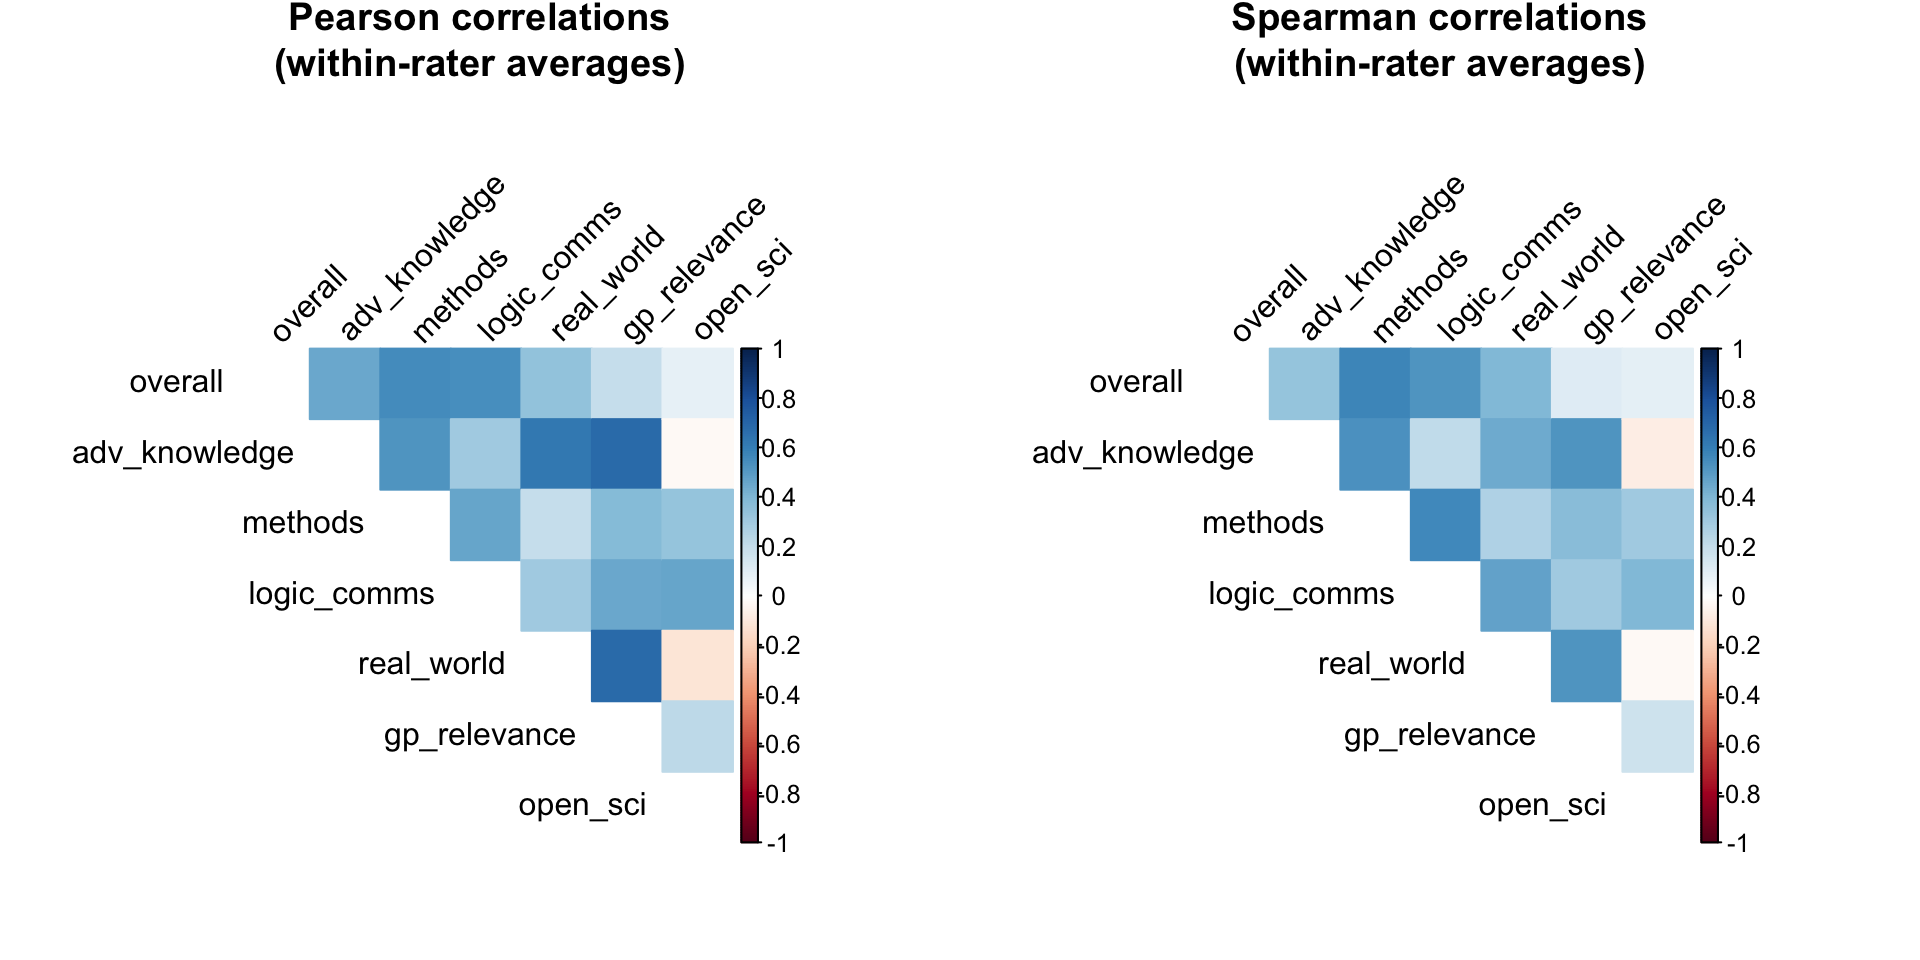 Pearson correlations
(within-rater averages)
overall
adv_knowledge
methods
logic_comms
real_world
gp_relevance
open_sci
overall
adv_knowledge
methods
logic_comms
real_world
gp_relevance
open_sci
1
0.8
0.6
0.4
0.2
0
-0.2
-0.4
-0.6
-0.8
-1
Spearman correlations
(within-rater averages)
overall
adv_knowledge
methods
logic_comms
real_world
gp_relevance
open_sci
overall
adv_knowledge
methods
logic_comms
real_world
gp_relevance
open_sci
1
0.8
0.6
0.4
0.2
0
-0.2
-0.4
-0.6
-0.8
-1